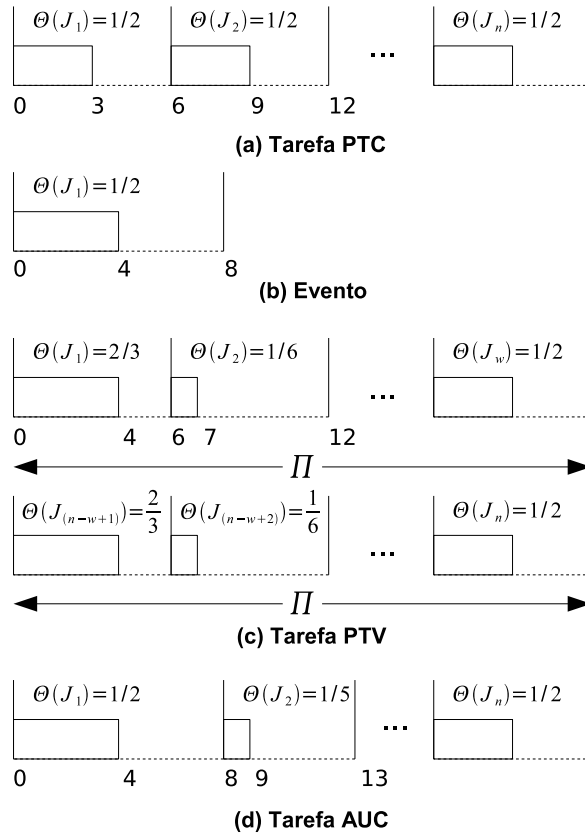 Θ(J₁)=1/2 Θ(J₂)=1/2 Θ(Jₙ)=1/2
...
0 3 6 9 12
(a) Tarefa PTC
Θ(J₁)=1/2
0 4 8
(b) Evento
Θ(J₁)=2/3 Θ(J₂)=1/6 Θ(J_w)=1/2
...
0 4 6 7 12
Π
Θ(J_(n−w+1))=2/3 Θ(J_(n−w+2))=1/6 Θ(Jₙ)=1/2
...
Π
(c) Tarefa PTV
Θ(J₁)=1/2 Θ(J₂)=1/5 Θ(Jₙ)=1/2
...
0 4 8 9 13
(d) Tarefa AUC